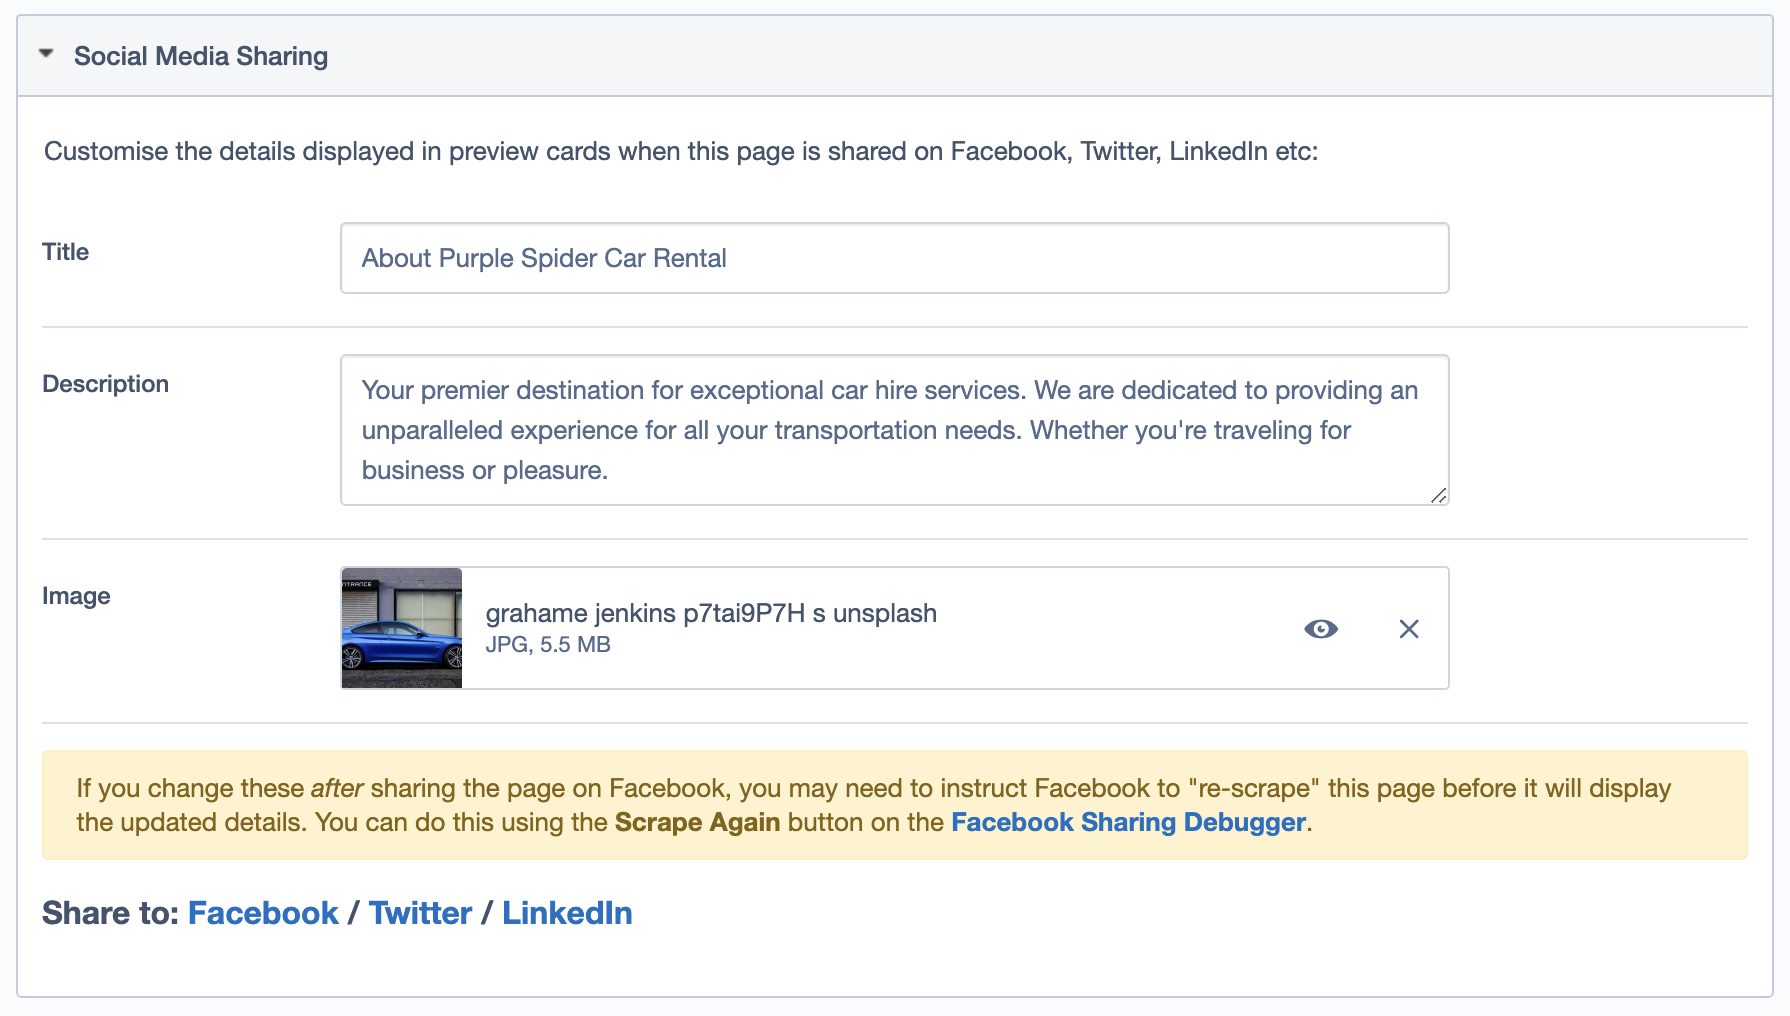 Social Media Sharing
Customise the details displayed in preview cards when this page is shared on Facebook, Twitter, LinkedIn etc:
Title
About Purple Spider Car Rental
Description
Your premier destination for exceptional car hire services. We are dedicated to providing an
unparalleled experience for all your transportation needs. Whether you're traveling for
business or pleasure.
Image
NTRANCE
grahame jenkins p7tai9P7H s unsplash
JPG, 5.5 MB
If you change these after sharing the page on Facebook, you may need to instruct Facebook to "re-scrape" this page before it will display
the updated details. You can do this using the Scrape Again button on the Facebook Sharing Debugger.
Share to: Facebook / Twitter / LinkedIn